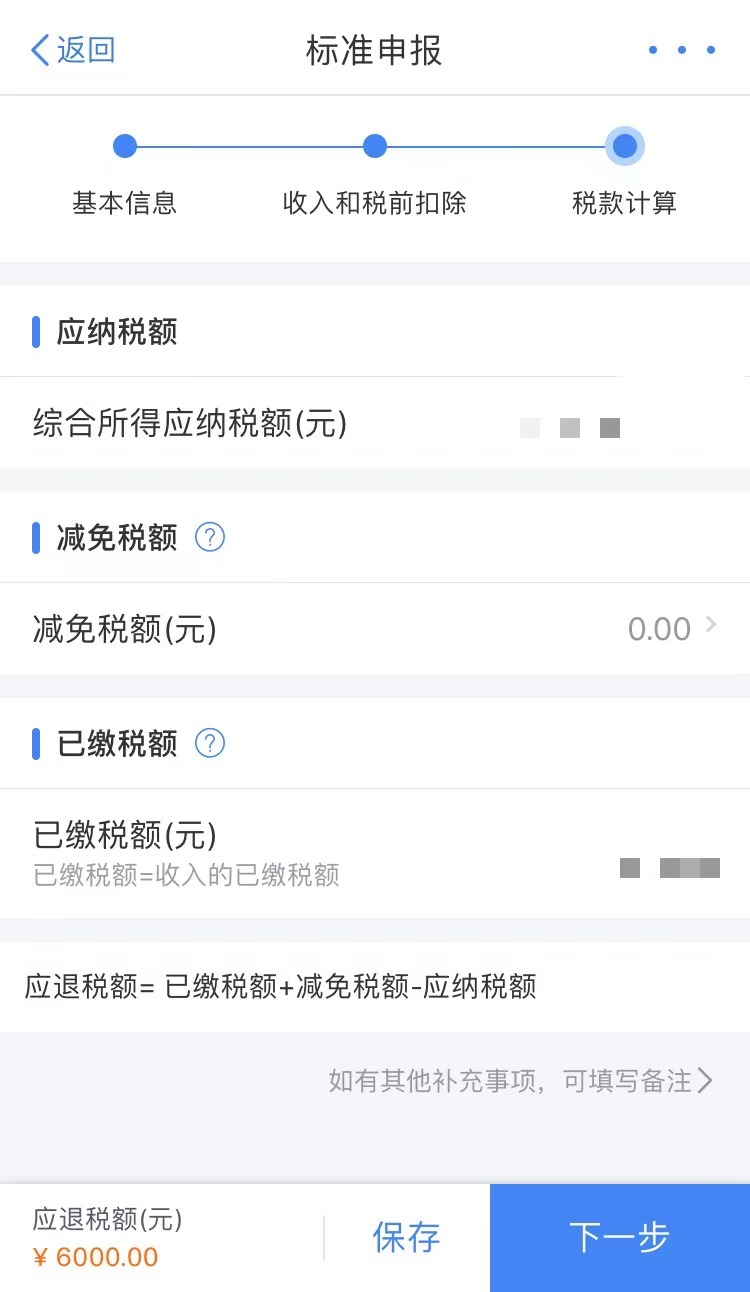 返回
标准申报
基本信息
收入和税前扣除
税款计算
应纳税额
综合所得应纳税额(元)
减免税额 ?
减免税额(元) 0.00
已缴税额 ?
已缴税额(元)
已缴税额=收入的已缴税额
应退税额= 已缴税额+减免税额-应纳税额
如有其他补充事项，可填写备注
应退税额(元)
¥ 6000.00
保存
下一步